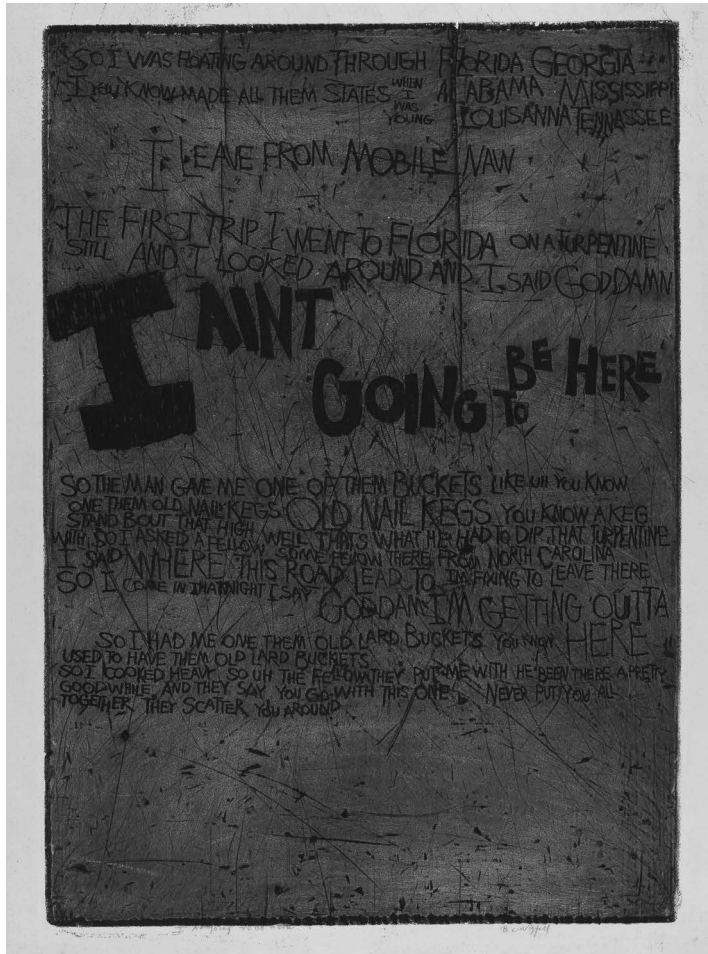 SO I WAS FLOATING AROUND THROUGH FLORIDA GEORGIA
I YOU KNOW MADE ALL THEM STATES WHEN I WAS YOUNG ALABAMA MISSISSIPPI
LOUISANNA TENNASSEE
I LEAVE FROM MOBILE NAW
THE FIRST TRIP I WENT TO FLORIDA ON A TURPENTINE
STILL AND I LOOKED AROUND AND I SAID GODDAMN
I AINT
GOING TO BE HERE
SO THE MAN GAVE ME ONE OF THEM BUCKETS LIKE UH YOU KNOW
ONE THEM OLD NAIL KEGS OLD NAIL KEGS YOU KNOW A KEG
STAND BOUT THAT HIGH WELL THATS WHAT HE HAD TO DIP THAT TURPENTINE
WITH SO I ASKED A FELLOW SOME FELLOW THERE FROM NORTH CAROLINA
I SAID WHERE THIS ROAD LEAD TO IM FIXING TO LEAVE THERE
SO I COME IN THAT NIGHT I SAY
GODDAM IM GETTING OUTTA
HERE
SO I HAD ME ONE THEM OLD LARD BUCKETS YOU KNOW
USED TO HAVE THEM OLD LARD BUCKETS
SO I COOKED HEAVY SO UH THE FELLOW THEY PUT ME WITH HE BEEN THERE A PRETTY
GOOD WHILE AND THEY SAY YOU GO WITH THIS ONE NEVER PUT YOU ALL
TOGETHER THEY SCATTER YOU AROUND